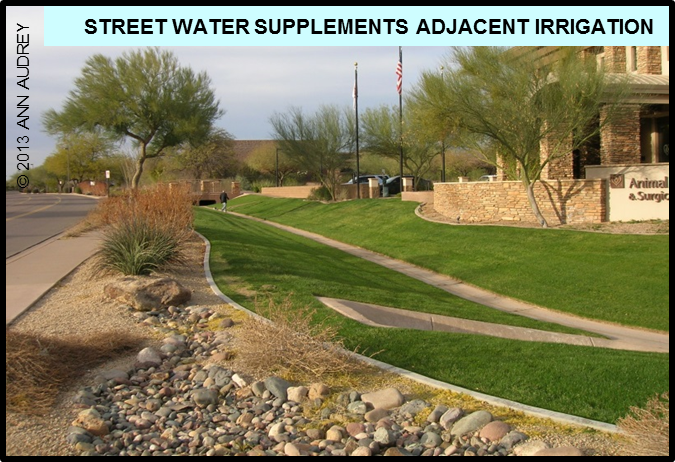 STREET WATER SUPPLEMENTS ADJACENT IRRIGATION
© 2013 ANN AUDREY
Animal
& Surgic